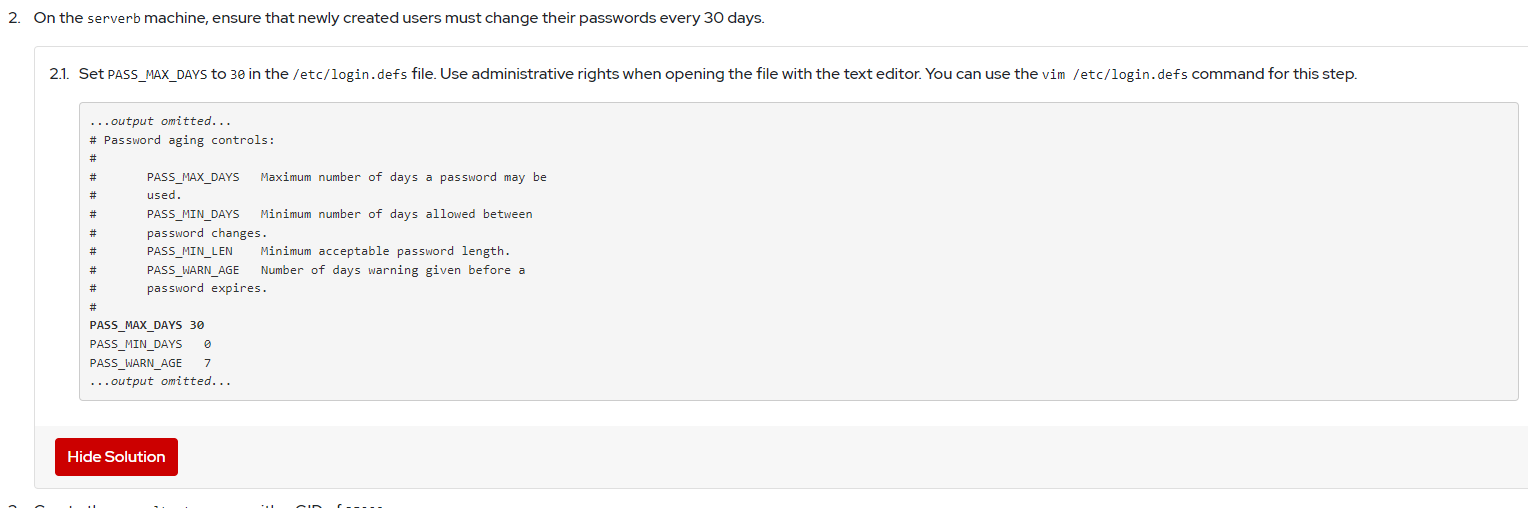 2. On the serverb machine, ensure that newly created users must change their passwords every 30 days.
2.1. Set PASS_MAX_DAYS to 30 in the /etc/login.defs file. Use administrative rights when opening the file with the text editor. You can use the vim /etc/login.defs command for this step.
...output omitted...
# Password aging controls:
#
#       PASS_MAX_DAYS   Maximum number of days a password may be
#       used.
#       PASS_MIN_DAYS   Minimum number of days allowed between
#       password changes.
#       PASS_MIN_LEN    Minimum acceptable password length.
#       PASS_WARN_AGE   Number of days warning given before a
#       password expires.
#
PASS_MAX_DAYS 30
PASS_MIN_DAYS   0
PASS_WARN_AGE   7
...output omitted...
Hide Solution